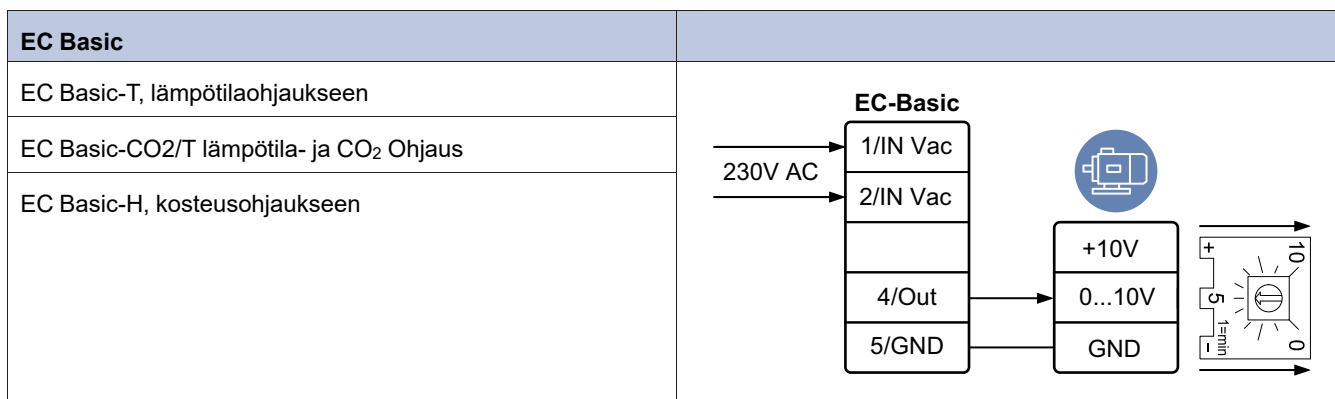 EC Basic
EC Basic-T, lämpötilaohjaukseen
EC Basic-CO2/T lämpötila- ja CO₂ Ohjaus
EC Basic-H, kosteusohjaukseen
EC-Basic
1/IN Vac
230V AC
2/IN Vac
4/Out
5/GND
+10V
0...10V
GND
+ 10
5
1=min
- 0